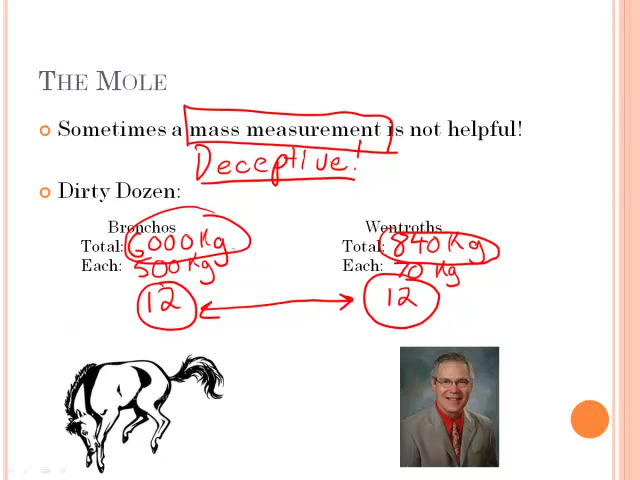 THE MOLE
Sometimes a mass measurement is not helpful!
Deceptive!
Dirty Dozen:
Bronchos
Total: 6000 Kg
Each: 500 Kg
12
Wentroths
Total: 840 Kg
Each: 70 Kg
12